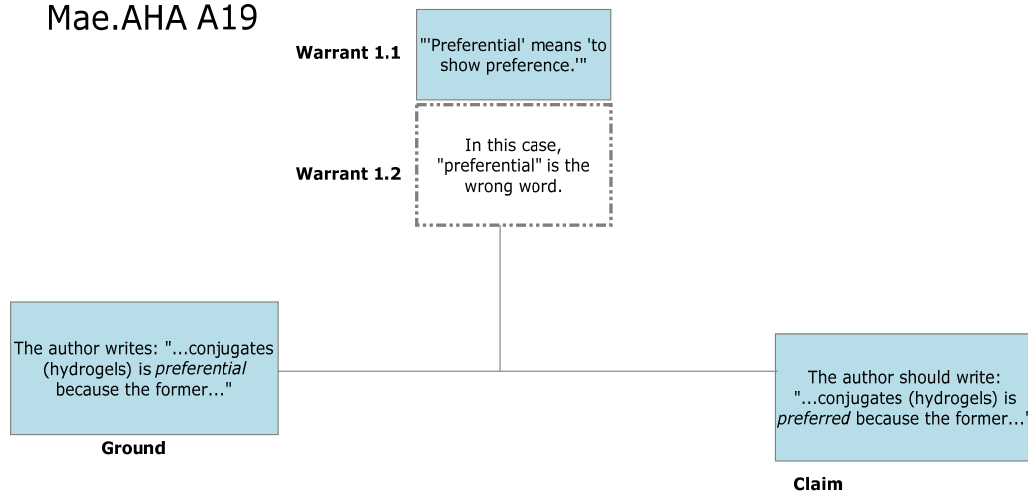 Mae.AHA A19
Warrant 1.1
"'Preferential' means 'to
show preference.'"
Warrant 1.2
In this case,
"preferential" is the
wrong word.
The author writes: "...conjugates
(hydrogels) is preferential
because the former..."
Ground
The author should write:
"...conjugates (hydrogels) is
preferred because the former..."
Claim